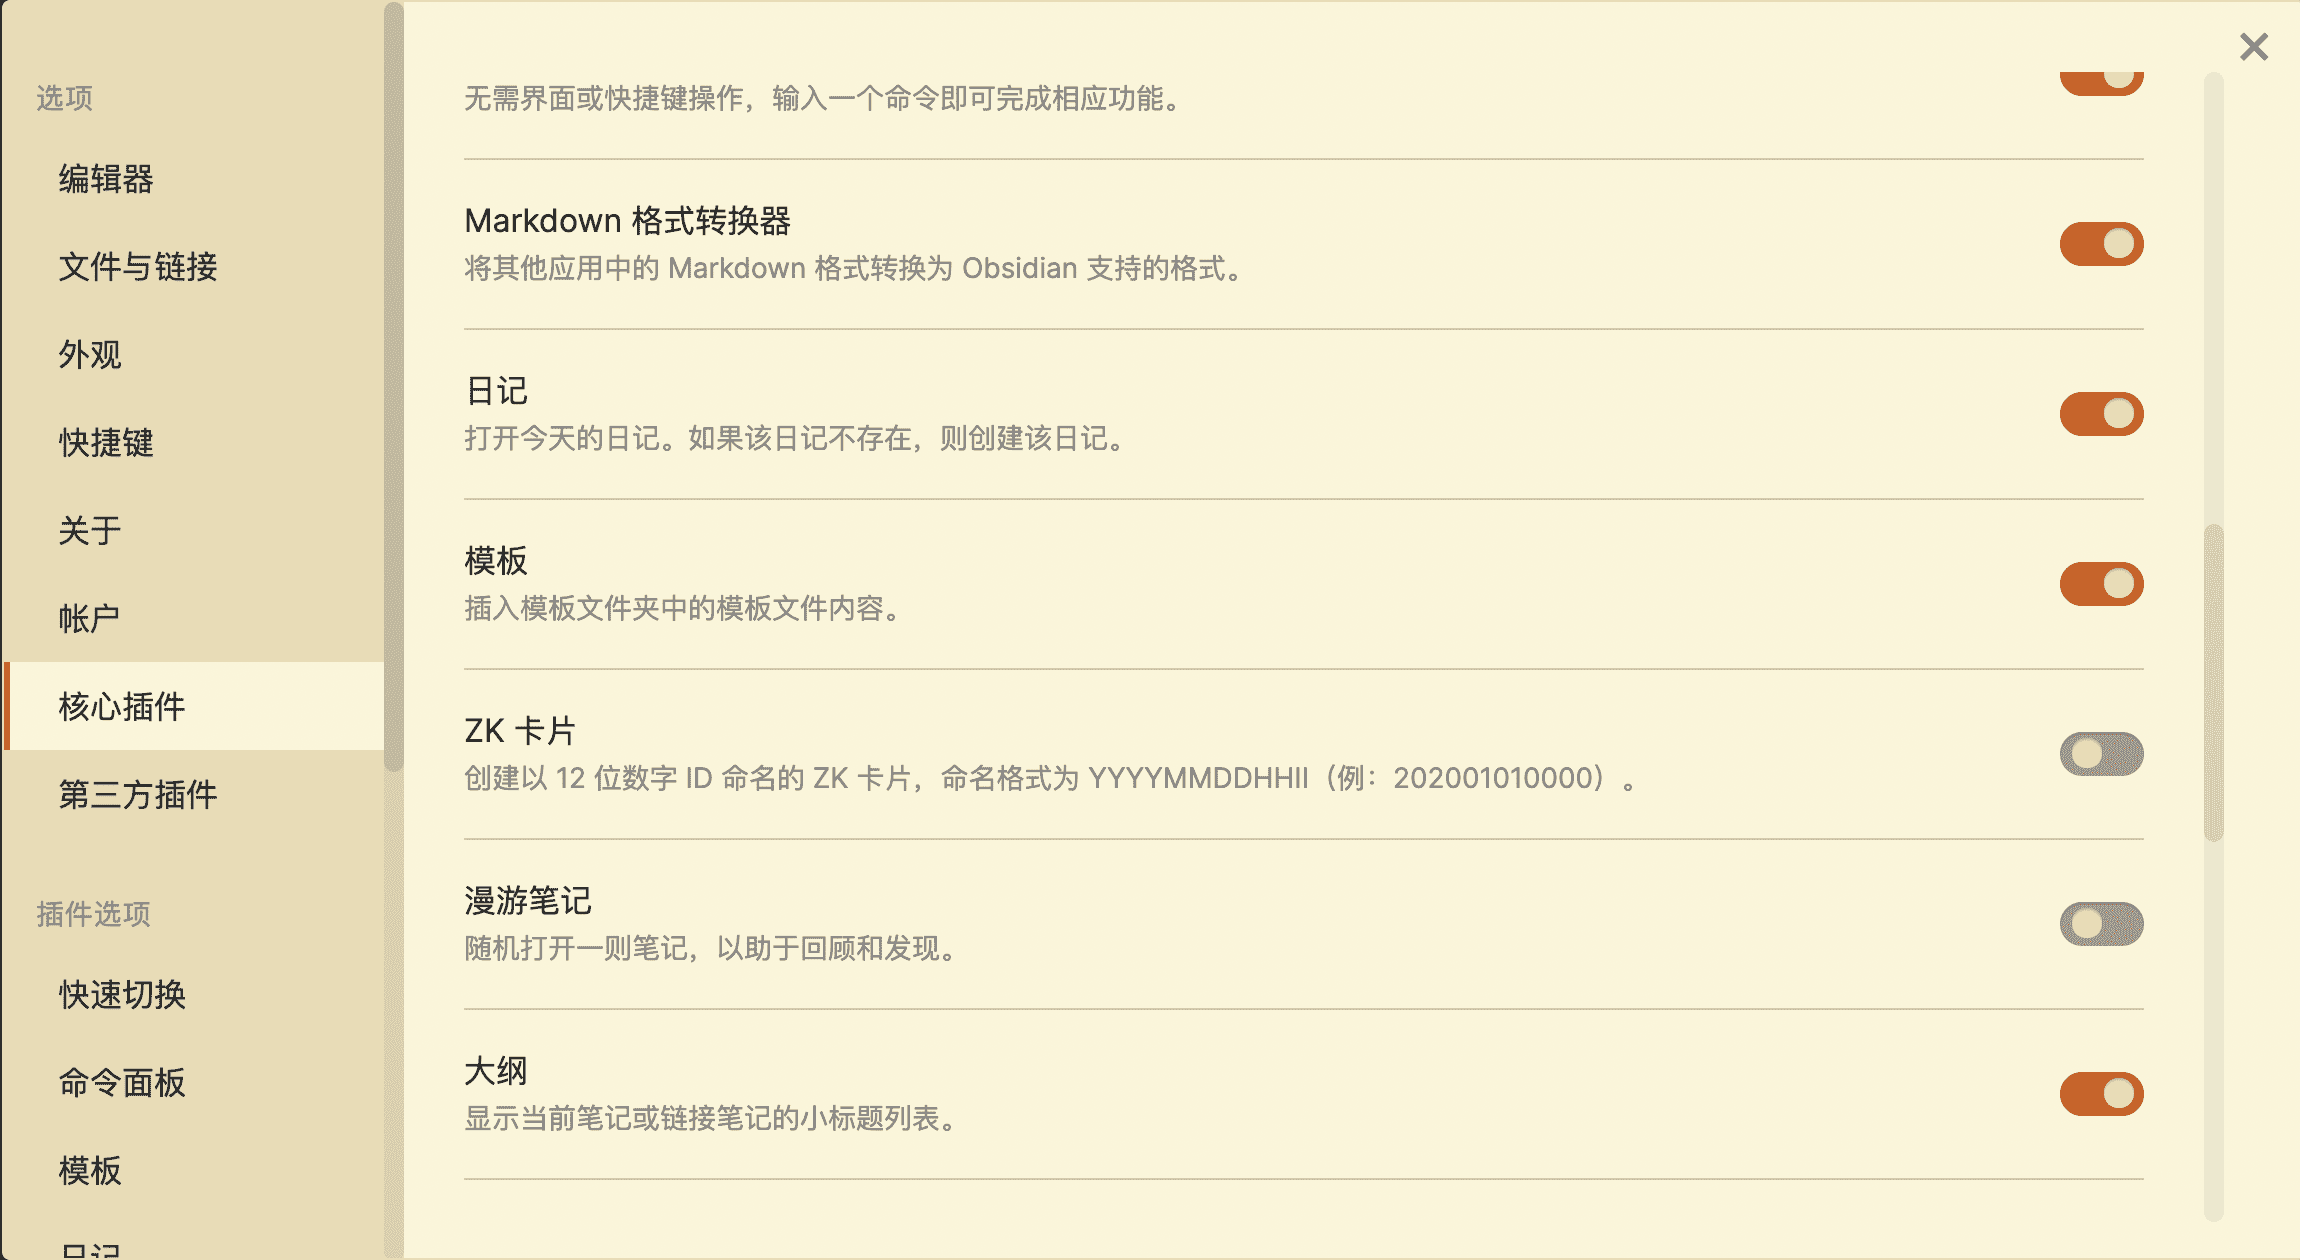 选项
编辑器
文件与链接
外观
快捷键
关于
帐户
核心插件
第三方插件
插件选项
快速切换
命令面板
模板
日记
无需界面或快捷键操作，输入一个命令即可完成相应功能。
Markdown 格式转换器
将其他应用中的 Markdown 格式转换为 Obsidian 支持的格式。
日记
打开今天的日记。如果该日记不存在，则创建该日记。
模板
插入模板文件夹中的模板文件内容。
ZK 卡片
创建以 12 位数字 ID 命名的 ZK 卡片，命名格式为 YYYYMMDDHHII（例：202001010000）。
漫游笔记
随机打开一则笔记，以助于回顾和发现。
大纲
显示当前笔记或链接笔记的小标题列表。